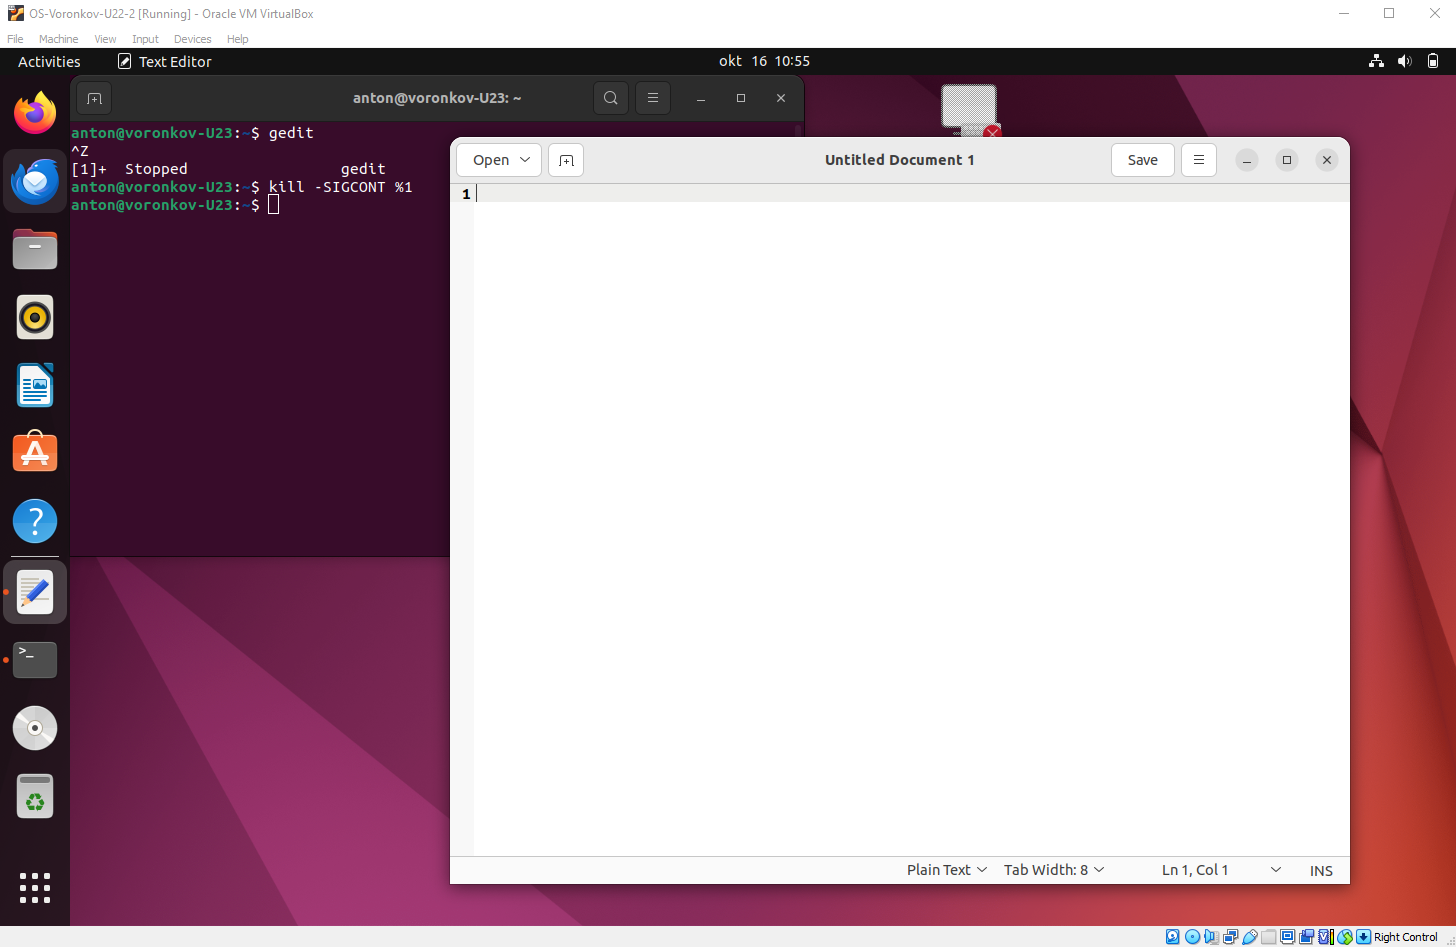 OS-Voronkov-U22-2 [Running] - Oracle VM VirtualBox
File Machine View Input Devices Help
Activities Text Editor окt 16 10:55
anton@voronkov-U23: ~
anton@voronkov-U23:~$ gedit
^Z
[1]+  Stopped                 gedit
anton@voronkov-U23:~$ kill -SIGCONT %1
anton@voronkov-U23:~$
Open Untitled Document 1 Save
1
Plain Text Tab Width: 8 Ln 1, Col 1 INS
Right Control